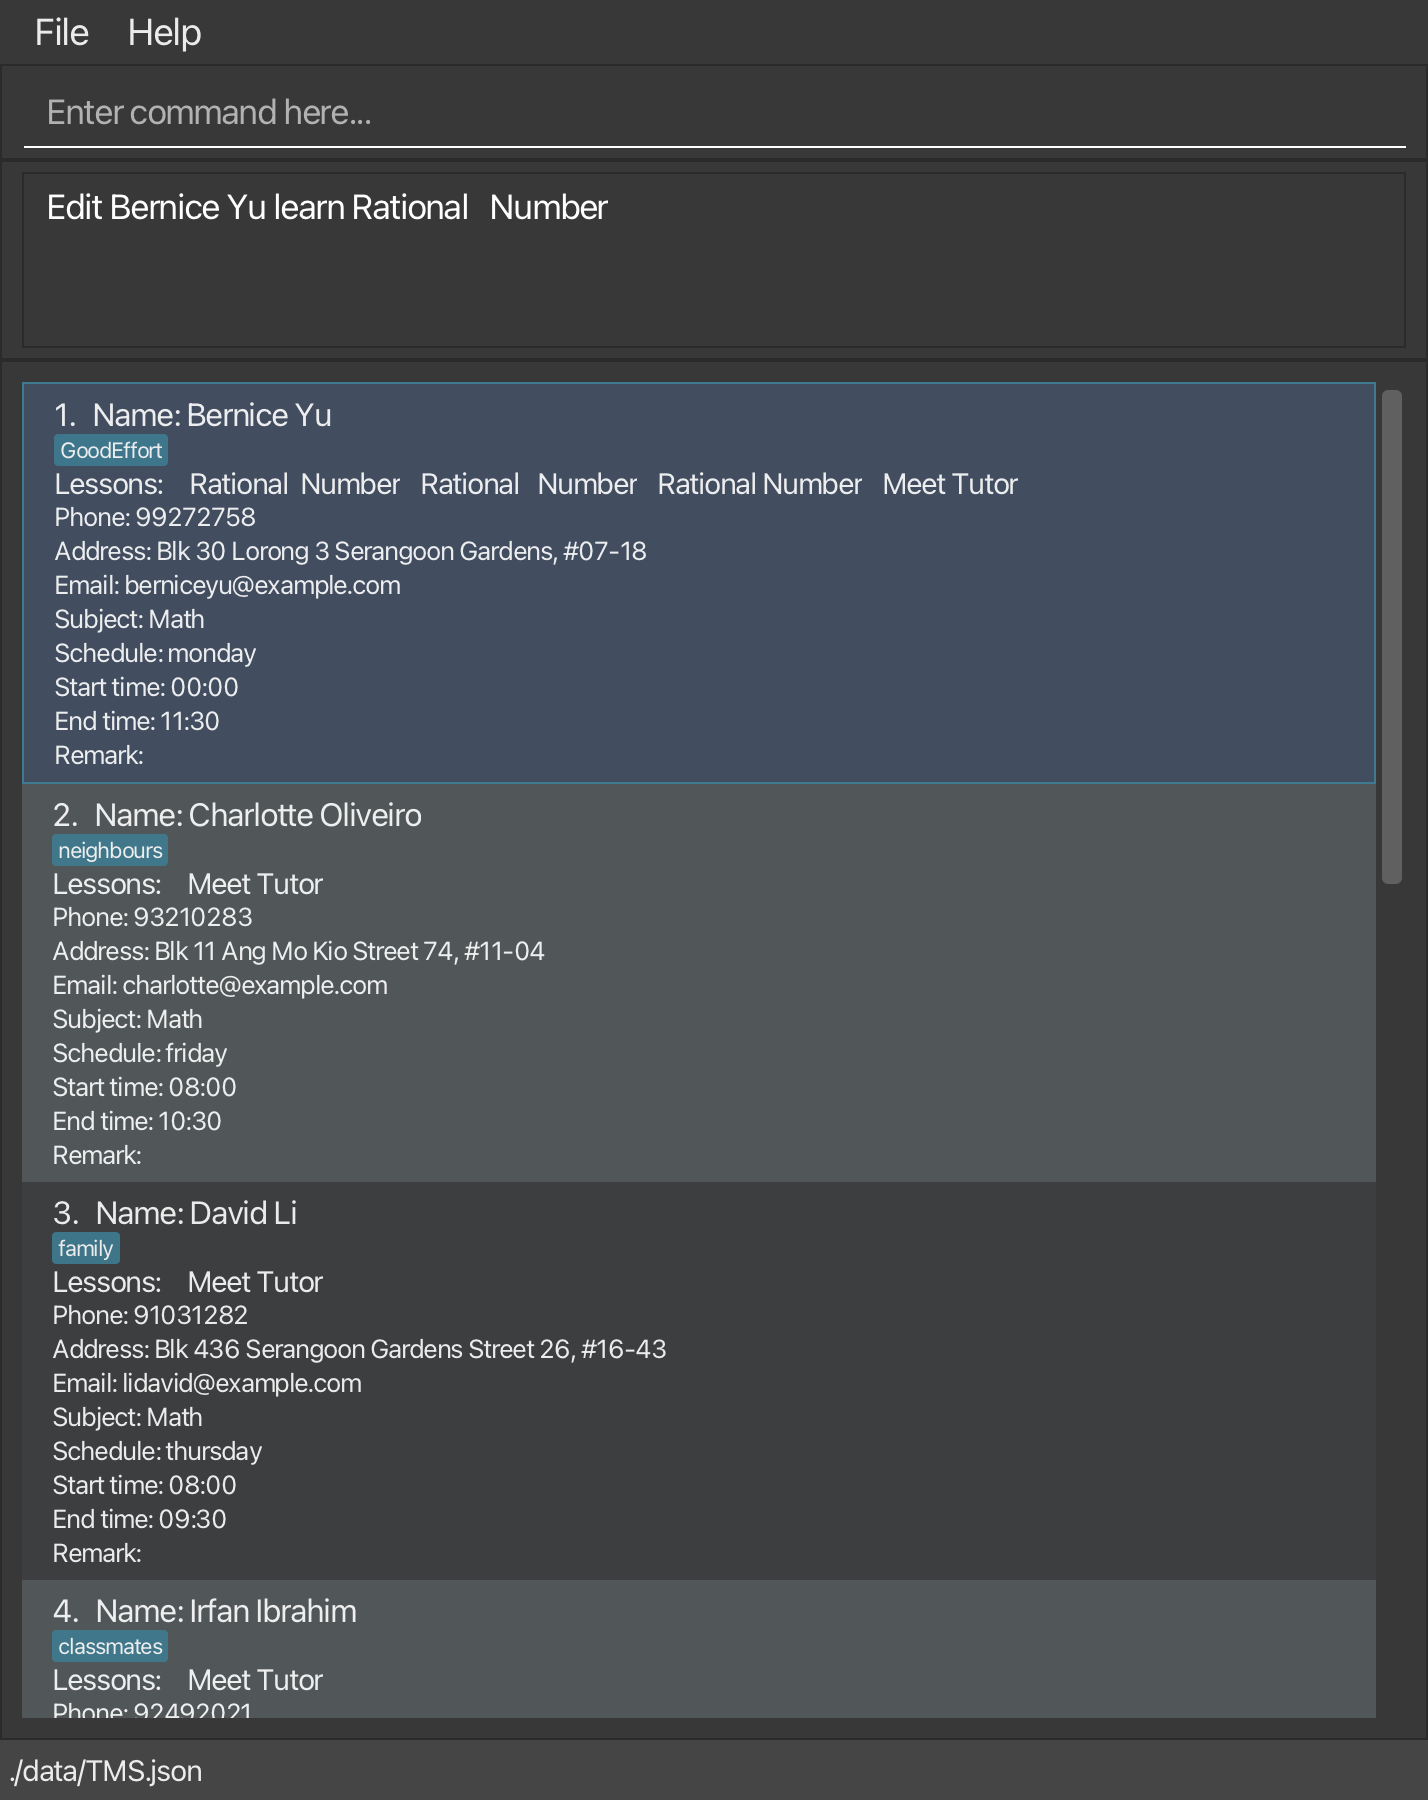 File Help
Enter command here...
Edit Bernice Yu learn Rational   Number
1. Name: Bernice Yu
GoodEffort
Lessons: Rational  Number Rational   Number Rational Number Meet Tutor
Phone: 99272758
Address: Blk 30 Lorong 3 Serangoon Gardens, #07-18
Email: berniceyu@example.com
Subject: Math
Schedule: monday
Start time: 00:00
End time: 11:30
Remark:
2. Name: Charlotte Oliveiro
neighbours
Lessons: Meet Tutor
Phone: 93210283
Address: Blk 11 Ang Mo Kio Street 74, #11-04
Email: charlotte@example.com
Subject: Math
Schedule: friday
Start time: 08:00
End time: 10:30
Remark:
3. Name: David Li
family
Lessons: Meet Tutor
Phone: 91031282
Address: Blk 436 Serangoon Gardens Street 26, #16-43
Email: lidavid@example.com
Subject: Math
Schedule: thursday
Start time: 08:00
End time: 09:30
Remark:
4. Name: Irfan Ibrahim
classmates
Lessons: Meet Tutor
Phone: 92492021
./data/TMS.json